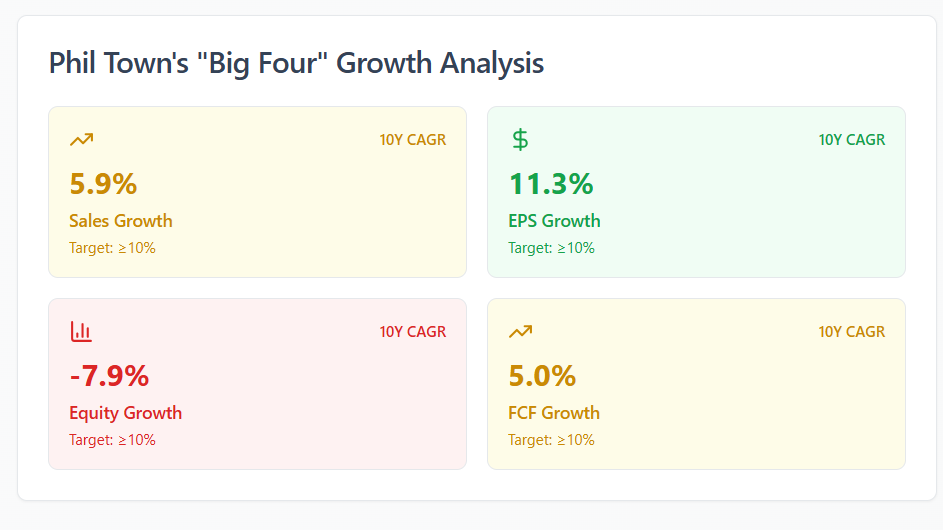 Phil Town's "Big Four" Growth Analysis
10Y CAGR
5.9%
Sales Growth
Target: ≥10%
10Y CAGR
11.3%
EPS Growth
Target: ≥10%
10Y CAGR
-7.9%
Equity Growth
Target: ≥10%
10Y CAGR
5.0%
FCF Growth
Target: ≥10%